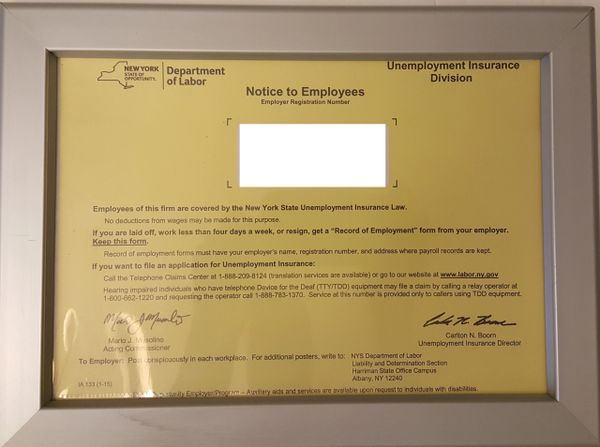 NEW YORK
STATE OF
OPPORTUNITY.
Department
of Labor
Unemployment Insurance
Division
Notice to Employees
Employer Registration Number
Employees of this firm are covered by the New York State Unemployment Insurance Law.
No deductions from wages may be made for this purpose.
If you are laid off, work less than four days a week, or resign, get a "Record of Employment" form from your employer.
Keep this form.
Record of employment forms must have your employer's name, registration number, and address where payroll records are kept.
If you want to file an application for Unemployment Insurance:
Call the Telephone Claims Center at 1-888-209-8124 (translation services are available) or go to our website at www.labor.ny.gov
Hearing impaired individuals who have telephone Device for the Deaf (TTY/TDD) equipment may file a claim by calling a relay operator at
1-800-662-1220 and requesting the operator call 1-888-783-1370. Service at this number is provided only to callers using TDD equipment.
Mario J. Musolino
Acting Commissioner
Carlton N. Boorn
Unemployment Insurance Director
To Employer: Post conspicuously in each workplace. For additional posters, write to:
NYS Department of Labor
Liability and Determination Section
Harriman State Office Campus
Albany, NY 12240
IA 133 (1-15)
Employer/Program – Auxiliary aids and services are available upon request to individuals with disabilities.